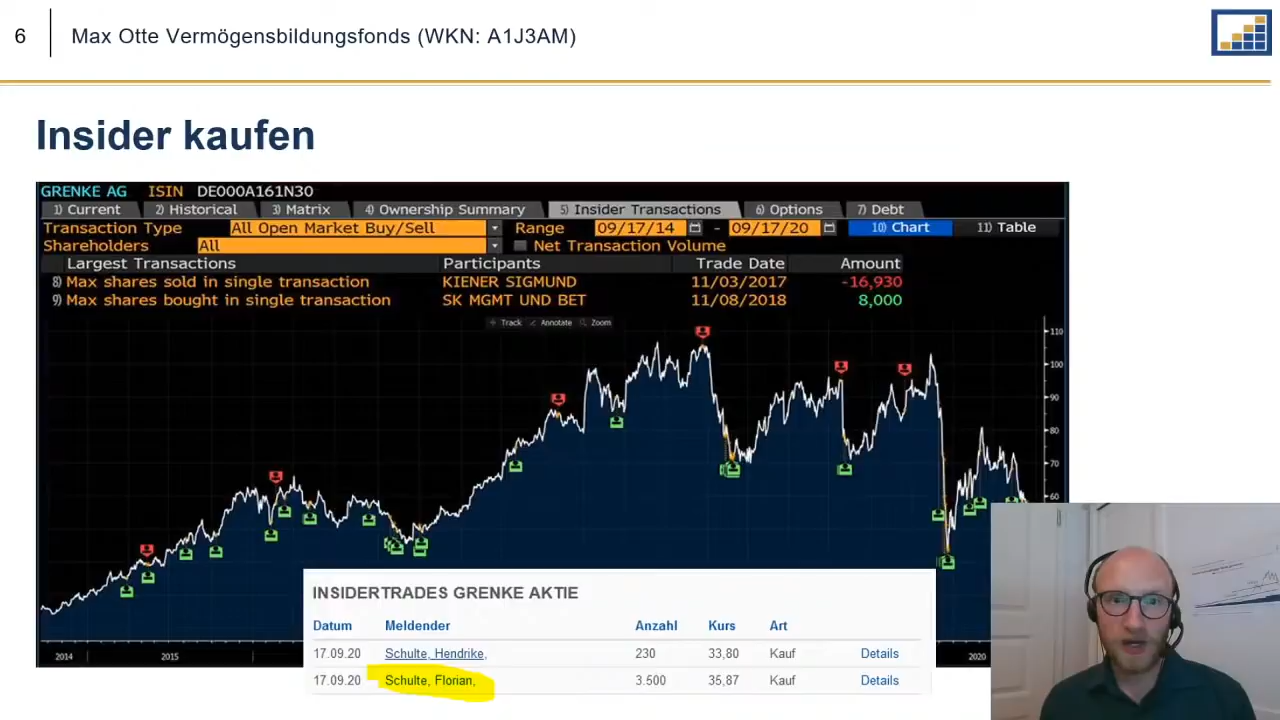 6 Max Otte Vermögensbildungsfonds (WKN: A1J3AM)
Insider kaufen
GRENKE AG ISIN DE000A161N30
1) Current 2) Historical 3) Matrix 4) Ownership Summary 5) Insider Transactions 6) Options 7) Debt
Transaction Type All Open Market Buy/Sell Range 09/17/14 - 09/17/20 10) Chart 11) Table
Shareholders All Net Transaction Volume
Largest Transactions Participants Trade Date Amount
8) Max shares sold in single transaction KIENER SIGMUND 11/03/2017 -16,930
9) Max shares bought in single transaction SK MGMT UND BET 11/08/2018 8,000
Track Annotate Zoom
110
100
90
80
70
60
2014 2015 2020
INSIDERTRADES GRENKE AKTIE
Datum Meldender Anzahl Kurs Art
17.09.20 Schulte, Hendrike, 230 33,80 Kauf Details
17.09.20 Schulte, Florian, 3.500 35,87 Kauf Details